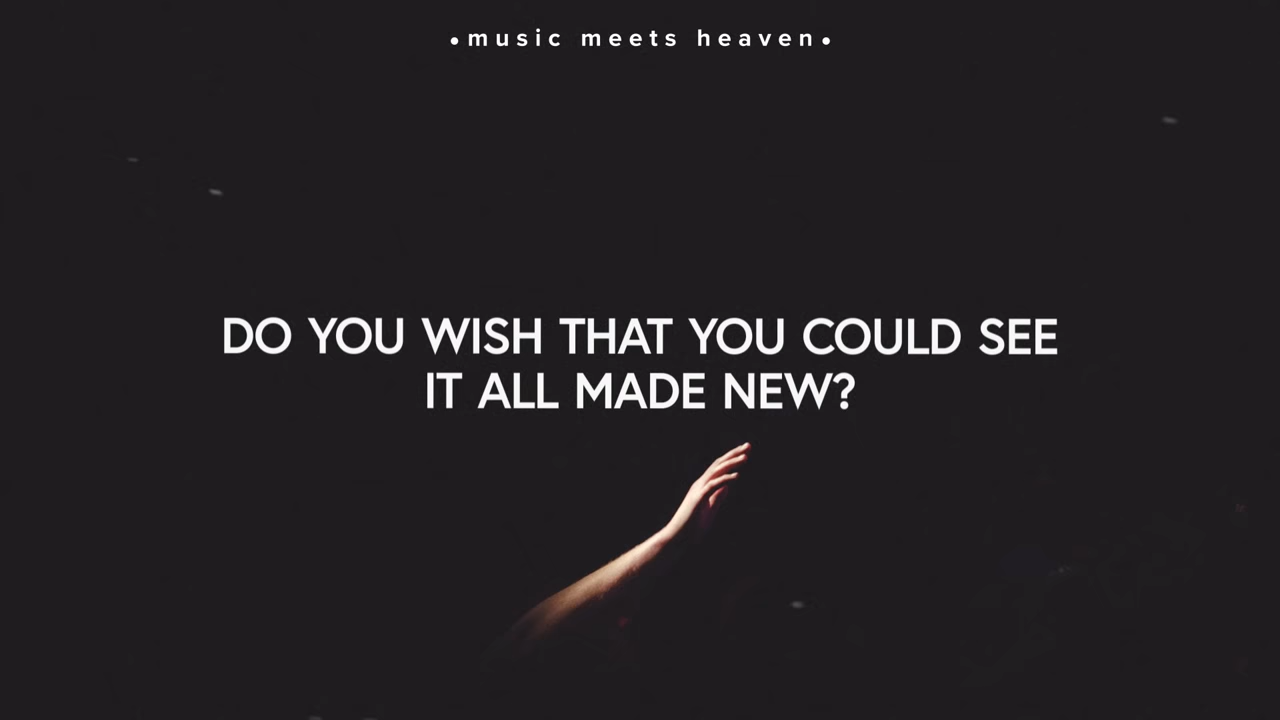 •music meets heaven•
DO YOU WISH THAT YOU COULD SEE
IT ALL MADE NEW?